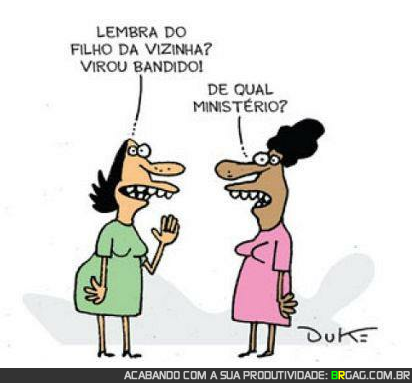 LEMBRA DO
FILHO DA VIZINHA?
VIROU BANDIDO!
DE QUAL
MINISTÉRIO?
DUKE
ACABANDO COM A SUA PRODUTIVIDADE: BRGAG.COM.BR